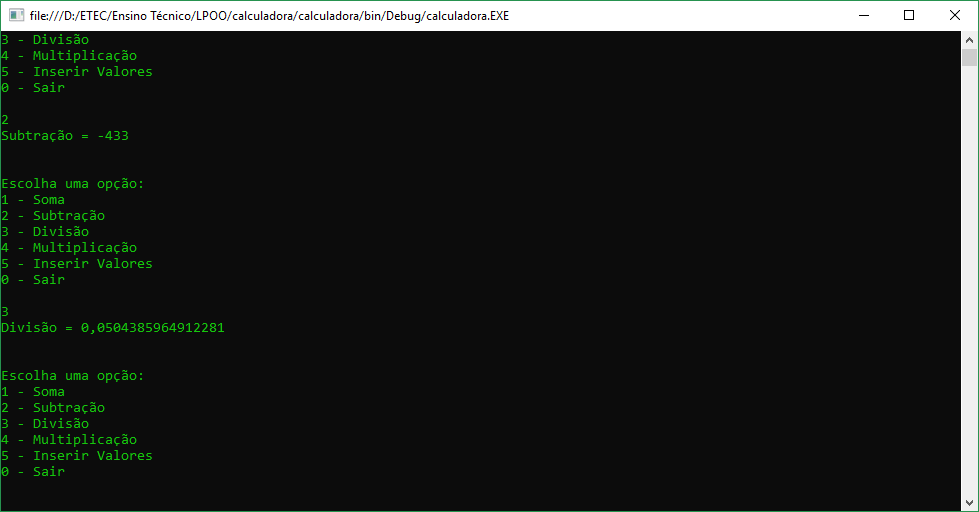 file:///D:/ETEC/Ensino Técnico/LPOO/calculadora/calculadora/bin/Debug/calculadora.EXE
3 - Divisão
4 - Multiplicação
5 - Inserir Valores
0 - Sair
2
Subtração = -433
Escolha uma opção:
1 - Soma
2 - Subtração
3 - Divisão
4 - Multiplicação
5 - Inserir Valores
0 - Sair
3
Divisão = 0,0504385964912281
Escolha uma opção:
1 - Soma
2 - Subtração
3 - Divisão
4 - Multiplicação
5 - Inserir Valores
0 - Sair